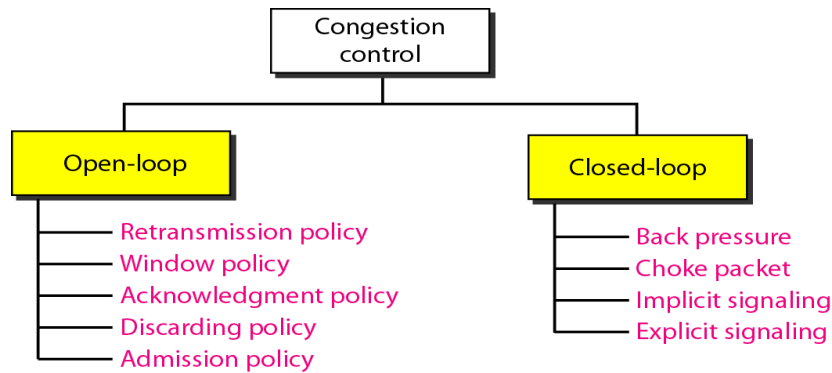 Congestion
control
Open-loop
Closed-loop
Retransmission policy
Window policy
Acknowledgment policy
Discarding policy
Admission policy
Back pressure
Choke packet
Implicit signaling
Explicit signaling